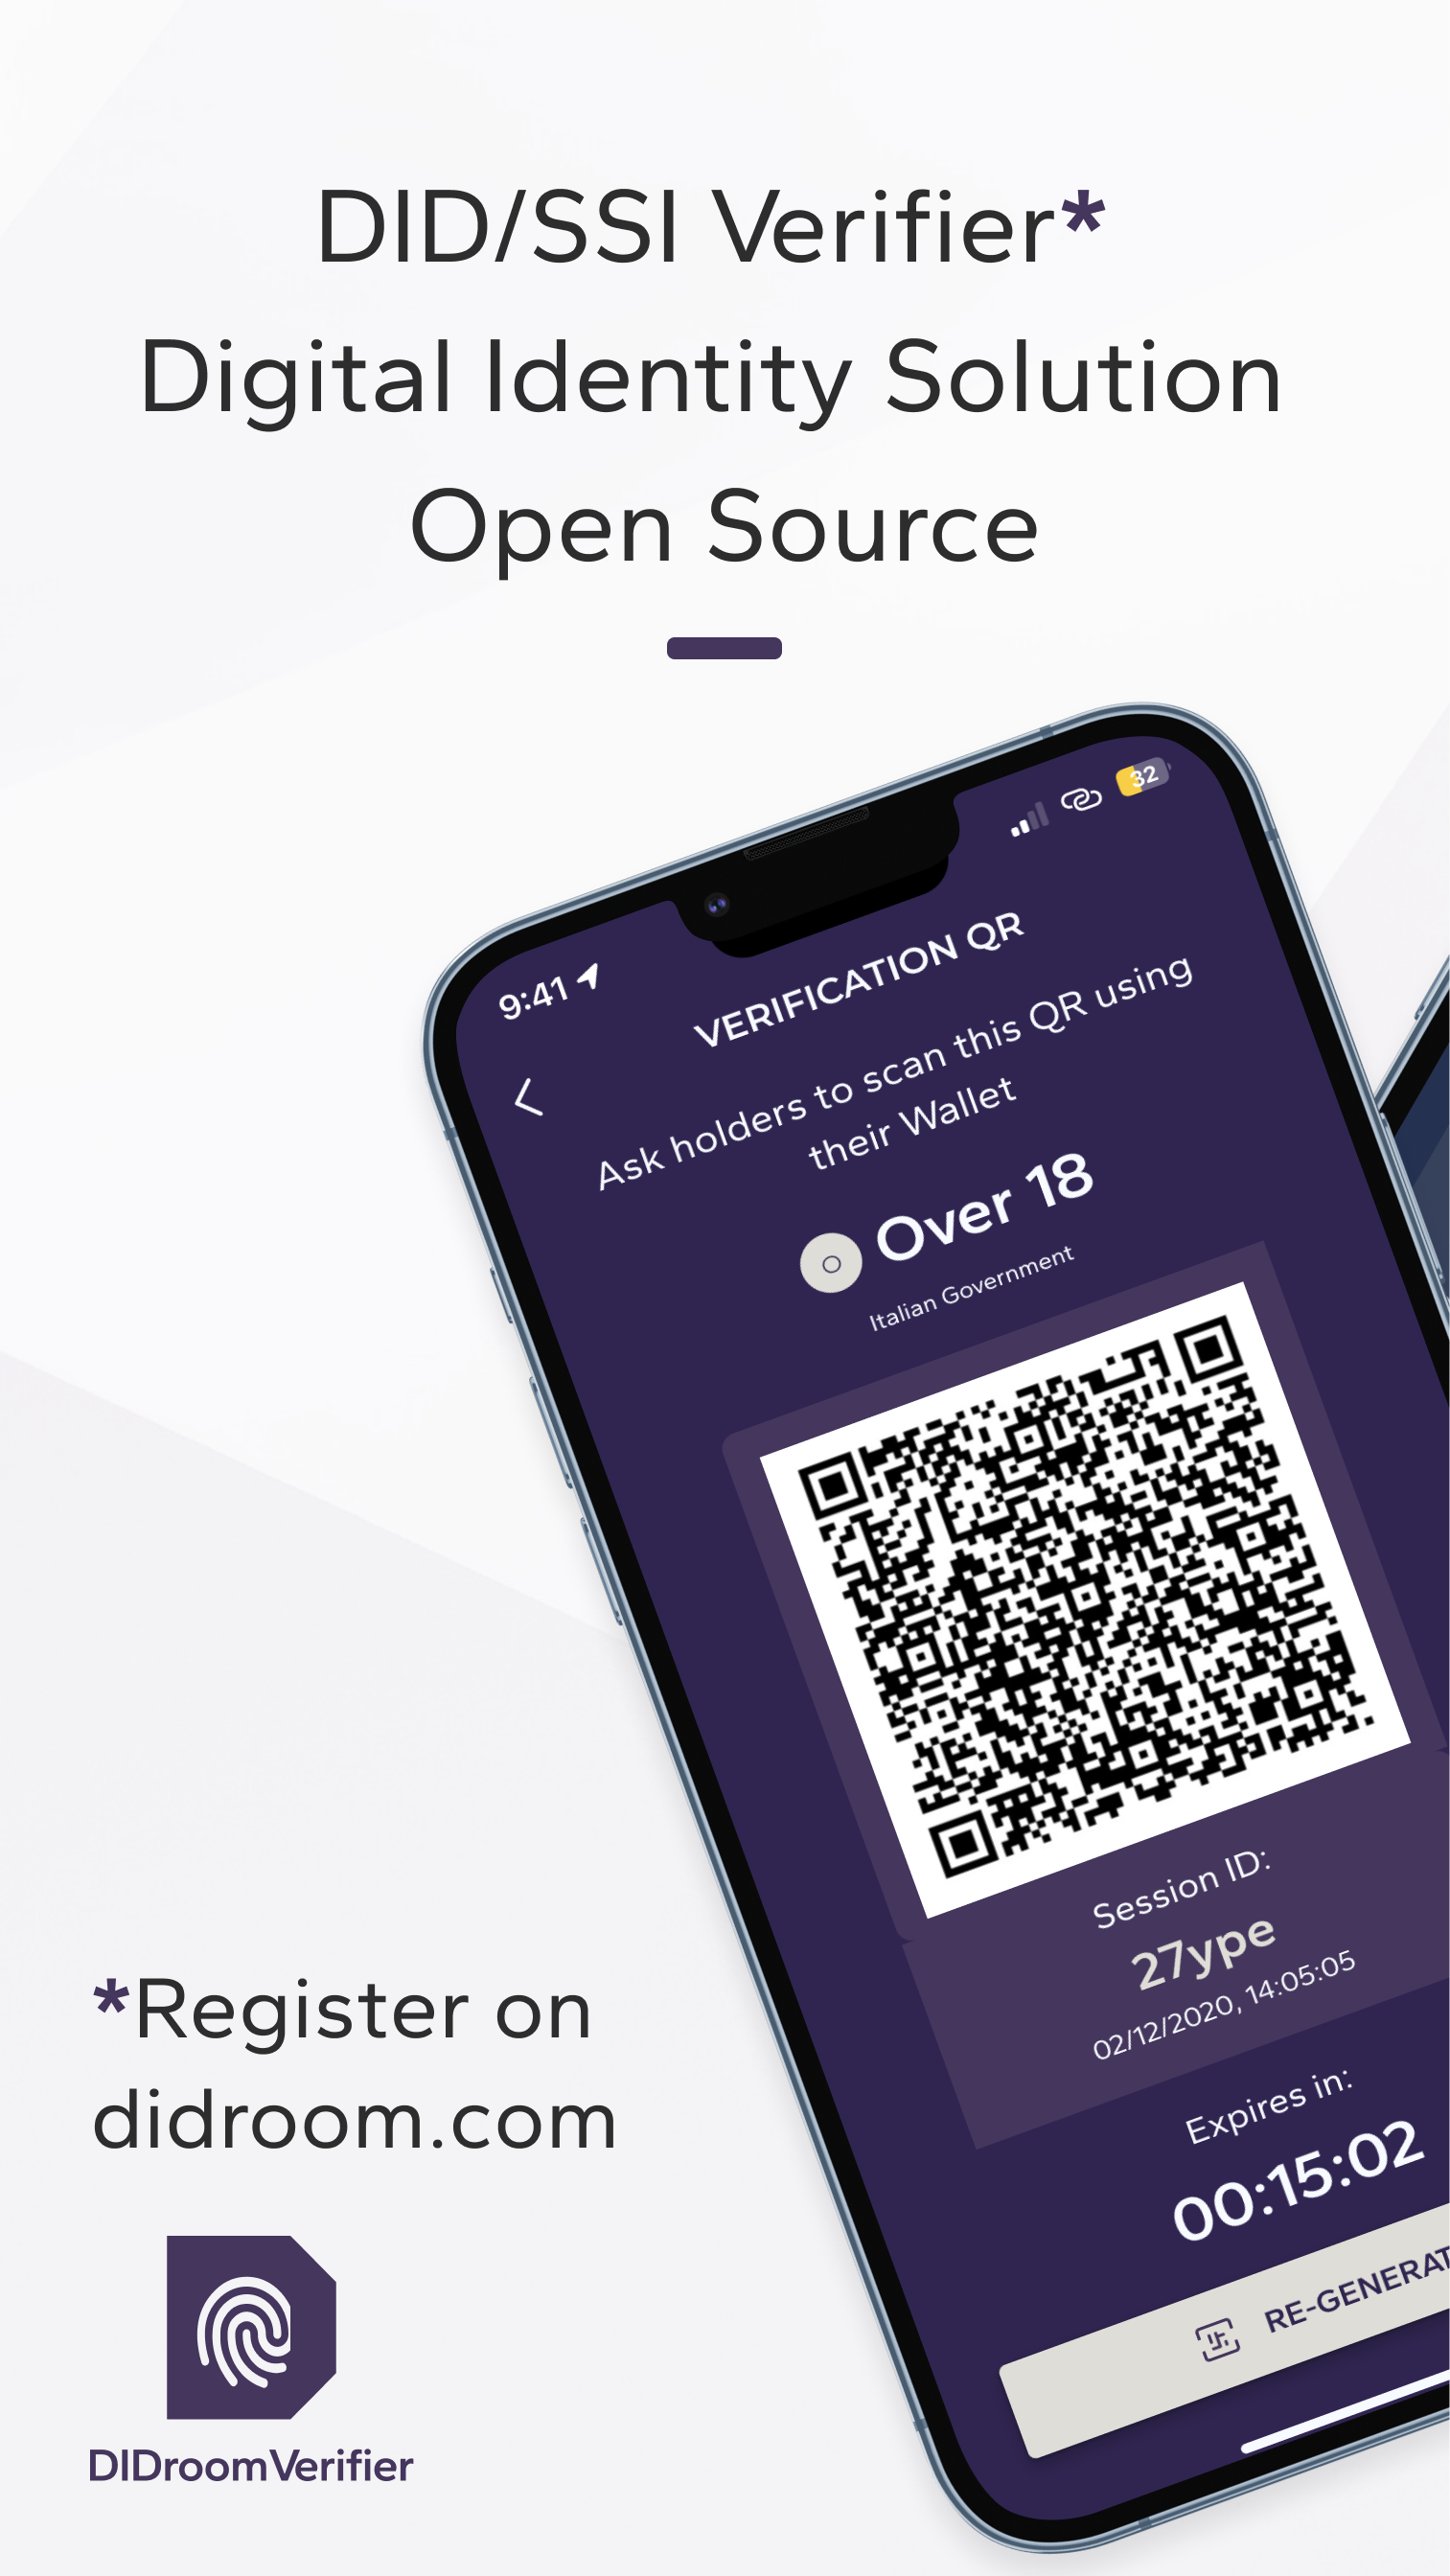 DID/SSI Verifier*
Digital Identity Solution
Open Source
9:41
32
VERIFICATION QR
Ask holders to scan this QR using
their Wallet
Over 18
Italian Government
Session ID:
27ype
02/12/2020, 14:05:05
Expires in:
00:15:02
RE-GENERAT
*Register on
didroom.com
DIDroomVerifier